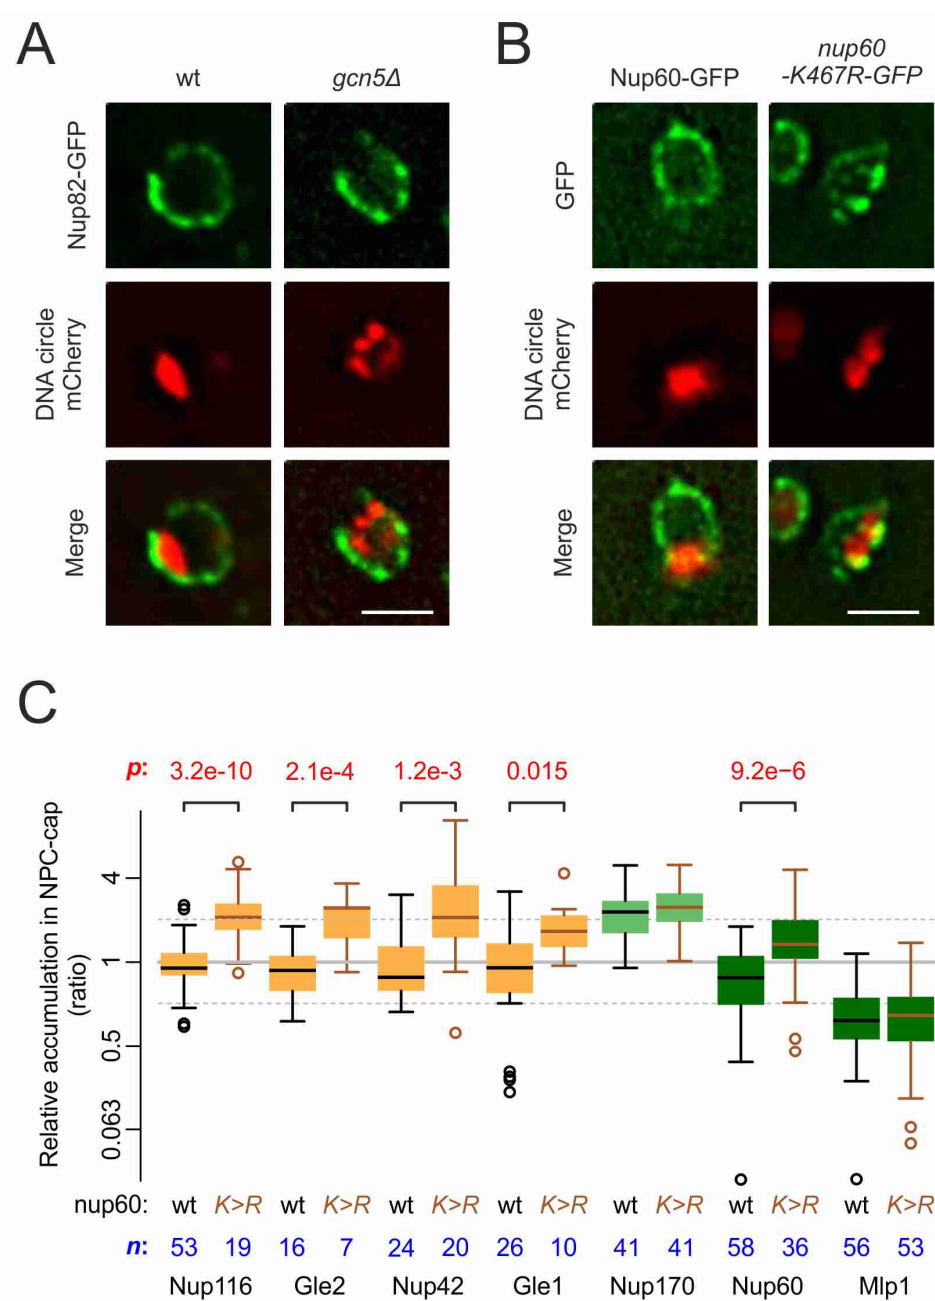 A
B
wt
gcn5Δ
Nup60-GFP
nup60
-K467R-GFP
Nup82-GFP
GFP
DNA circle
mCherry
DNA circle
mCherry
Merge
Merge
C
p: 3.2e-10 2.1e-4 1.2e-3 0.015 9.2e−6
Relative accumulation in NPC-cap
(ratio)
4
1
0.5
0.063
nup60: wt K>R wt K>R wt K>R wt K>R wt K>R wt K>R wt K>R
n: 53 19 16 7 24 20 26 10 41 41 58 36 56 53
Nup116 Gle2 Nup42 Gle1 Nup170 Nup60 Mlp1